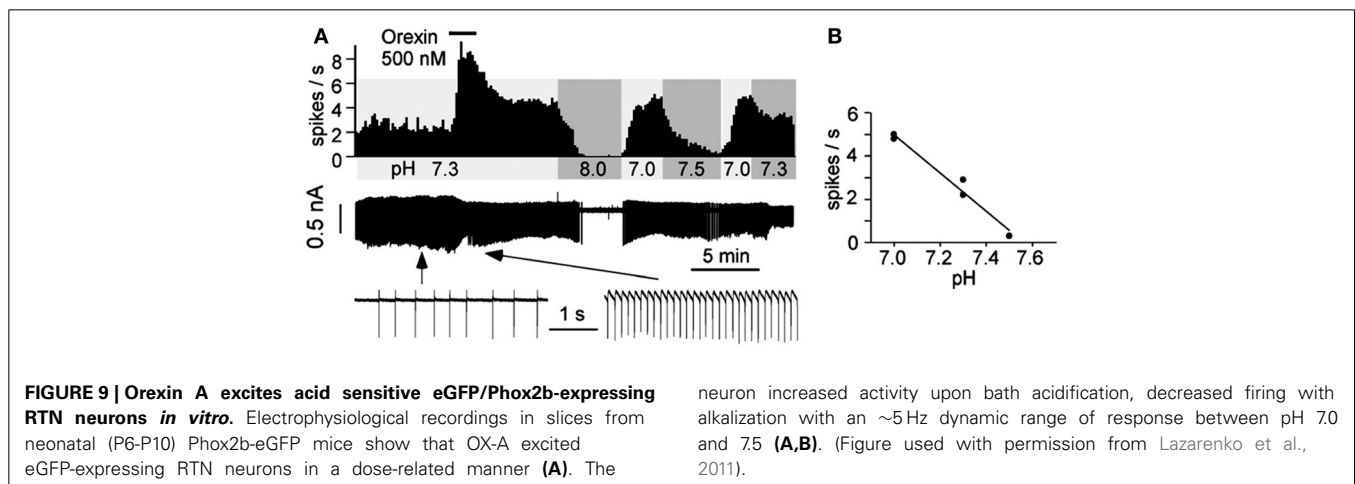 A
Orexin
500 nM
8
6
4
2
0
spikes / s
pH 7.3 8.0 7.0 7.5 7.0 7.3
0.5 nA
5 min
1 s
B
6
4
2
0
spikes / s
7.0 7.2 7.4 7.6
pH
FIGURE 9 | Orexin A excites acid sensitive eGFP/Phox2b-expressing
RTN neurons in vitro. Electrophysiological recordings in slices from
neonatal (P6-P10) Phox2b-eGFP mice show that OX-A excited
eGFP-expressing RTN neurons in a dose-related manner (A). The
neuron increased activity upon bath acidification, decreased firing with
alkalization with an ~5 Hz dynamic range of response between pH 7.0
and 7.5 (A,B). (Figure used with permission from Lazarenko et al.,
2011).